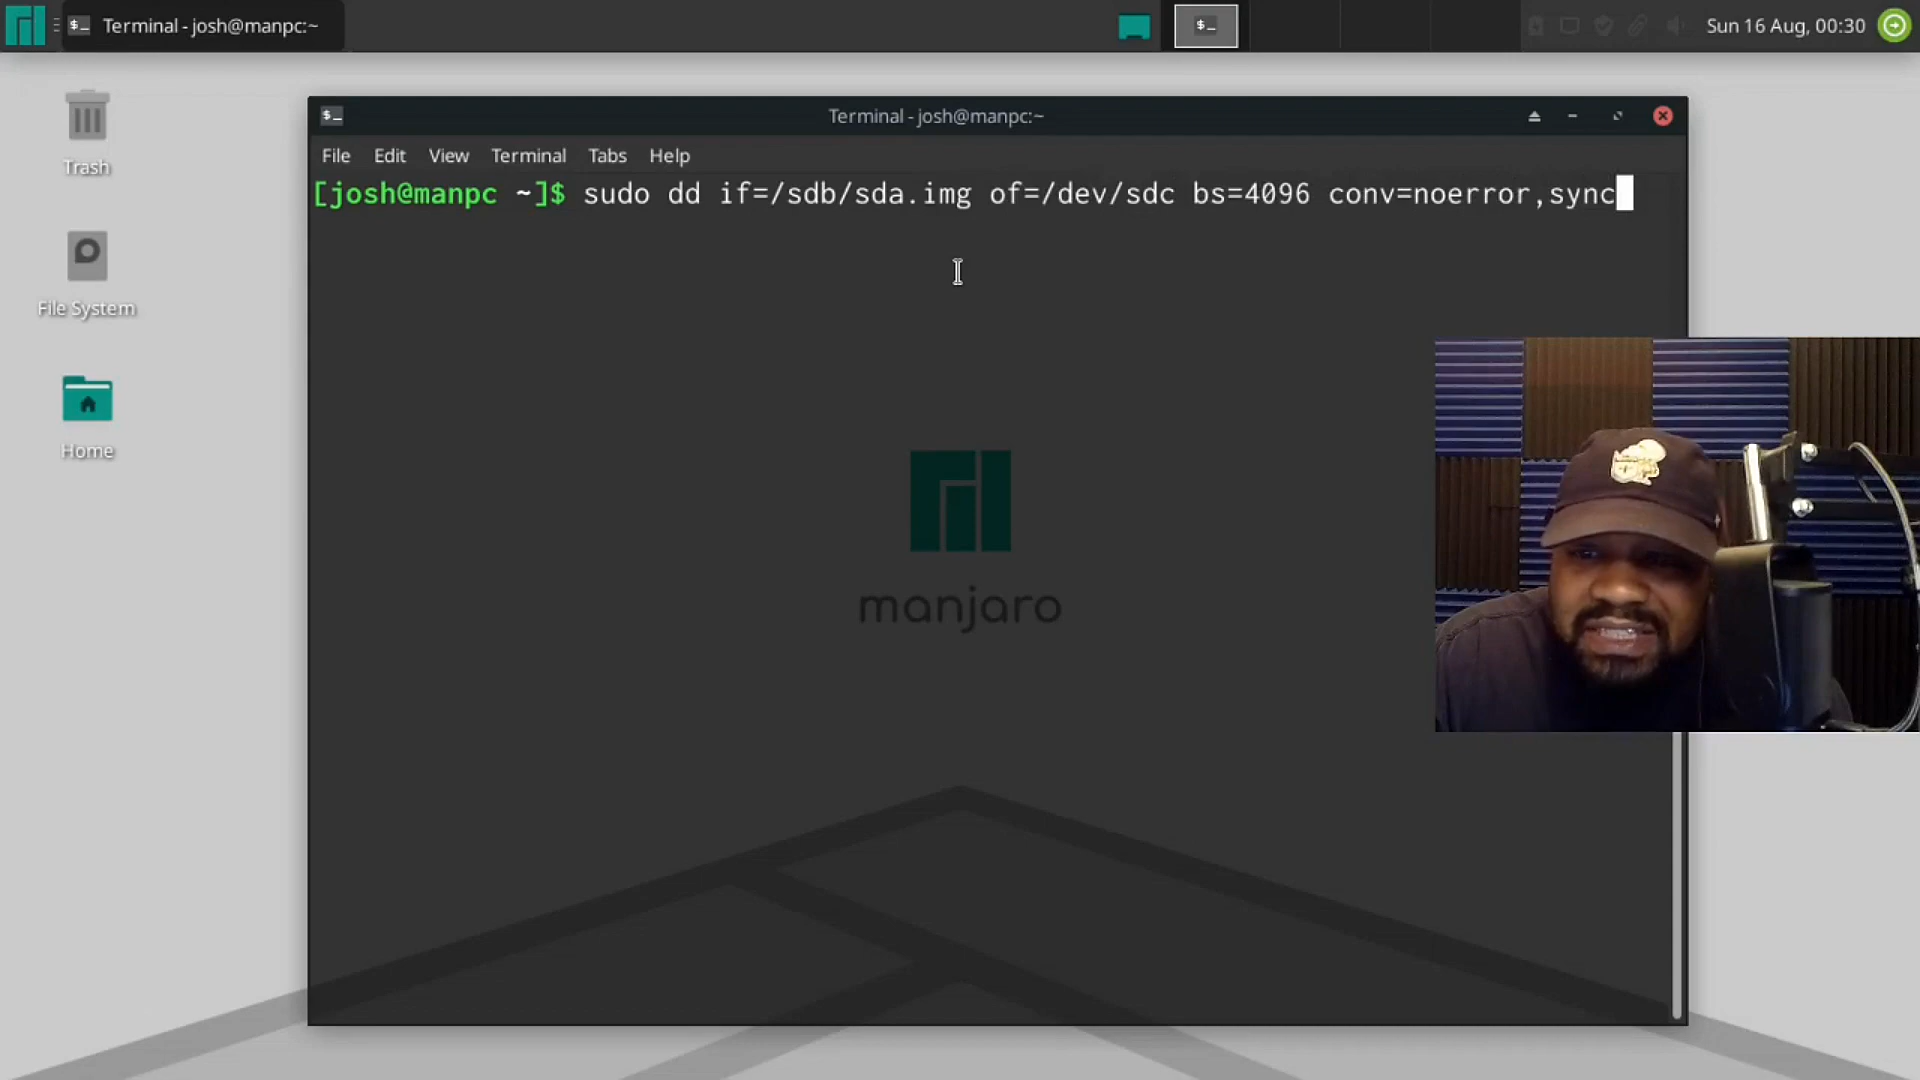 Terminal - josh@manpc:~
$_
Sun 16 Aug, 00:30
Trash
File System
Home
$_
Terminal - josh@manpc:~
File Edit View Terminal Tabs Help
[josh@manpc ~]$ sudo dd if=/sdb/sda.img of=/dev/sdc bs=4096 conv=noerror,sync
manjaro